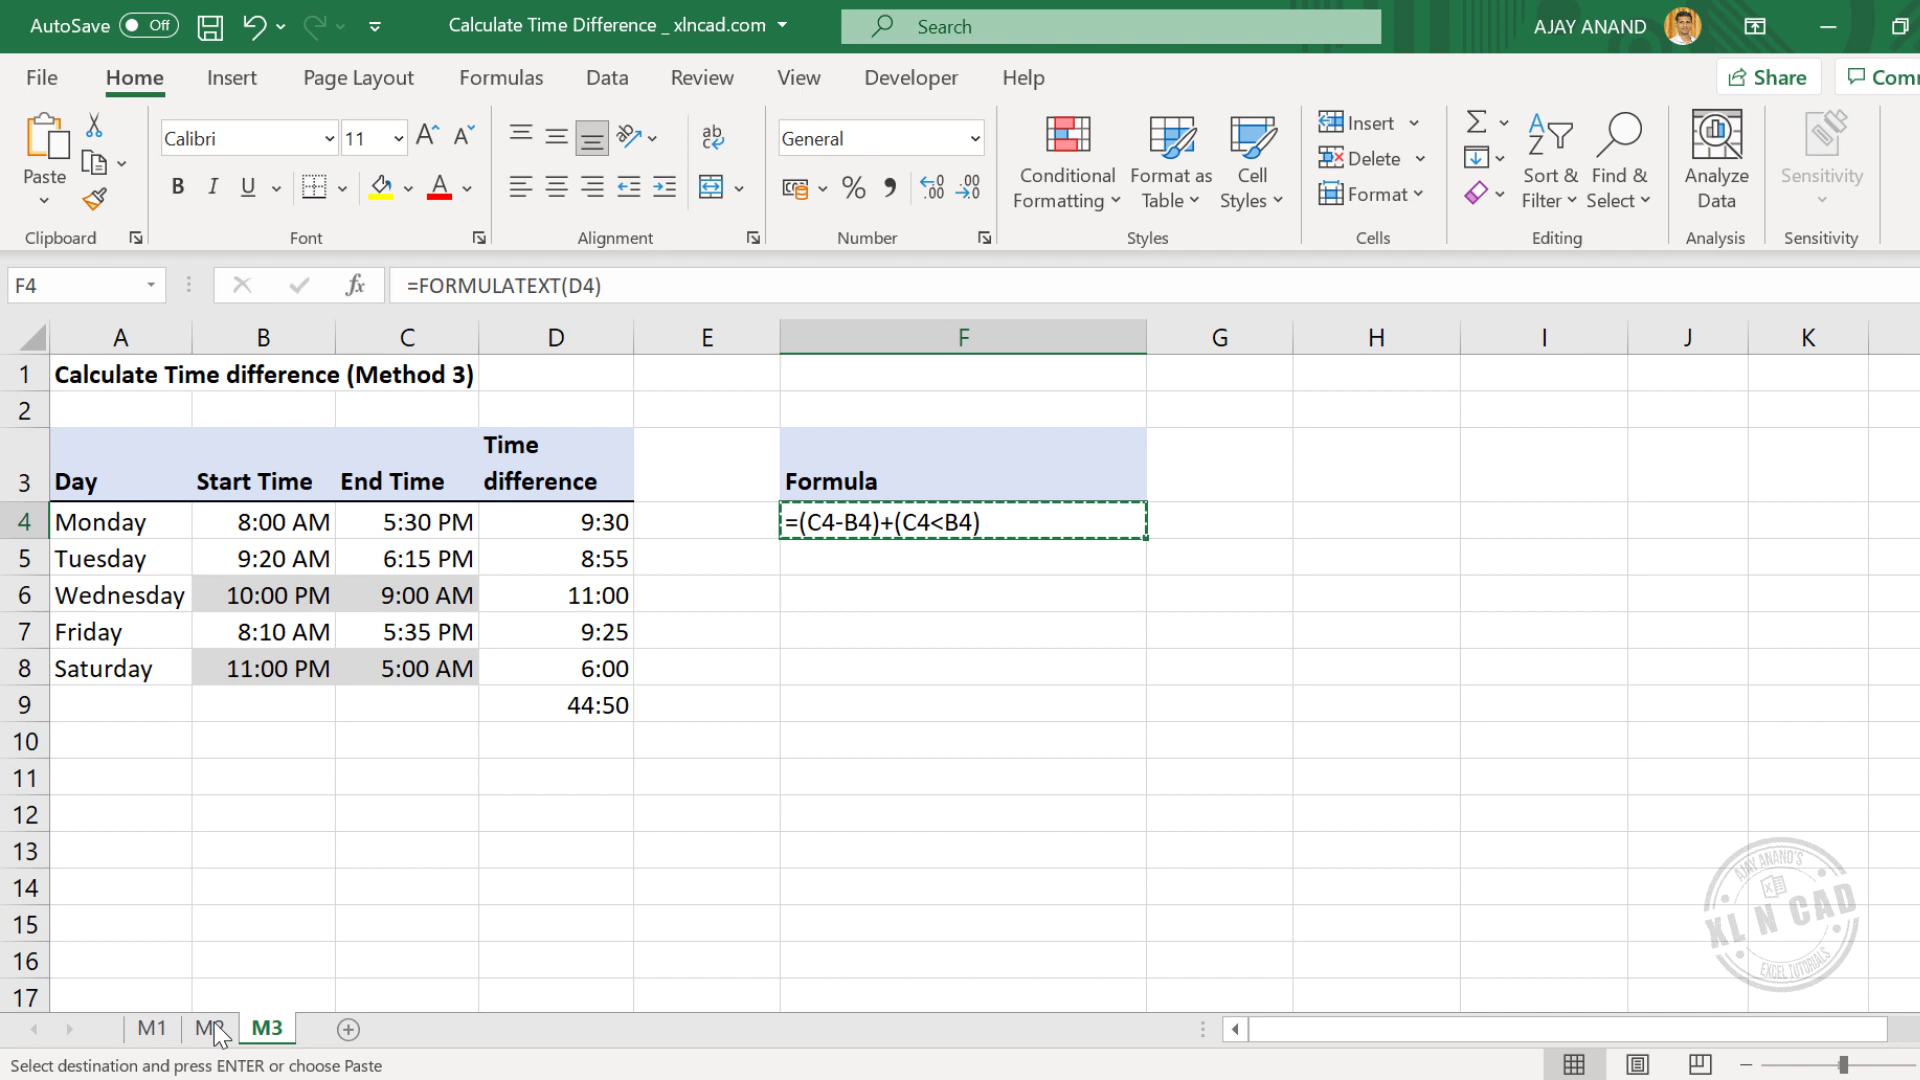 AutoSave Off Calculate Time Difference _ xlncad.com Search AJAY ANAND
File Home Insert Page Layout Formulas Data Review View Developer Help Share Comm
Paste Calibri 11 General Conditional Formatting Format as Table Cell Styles Insert Delete Format Sort & Filter Find & Select Analyze Data Sensitivity
Clipboard Font Alignment Number Styles Cells Editing Analysis Sensitivity
F4 fx =FORMULATEXT(D4)
A B C D E F G H I J K
1 Calculate Time difference (Method 3)
2
3 Day Start Time End Time Time difference Formula
4 Monday 8:00 AM 5:30 PM 9:30 =(C4-B4)+(C4<B4)
5 Tuesday 9:20 AM 6:15 PM 8:55
6 Wednesday 10:00 PM 9:00 AM 11:00
7 Friday 8:10 AM 5:35 PM 9:25
8 Saturday 11:00 PM 5:00 AM 6:00
9 44:50
10
11
12
13
14
15
16
17
AJAY ANAND'S
XL N CAD
EXCEL TUTORIALS
M1 M2 M3
Select destination and press ENTER or choose Paste